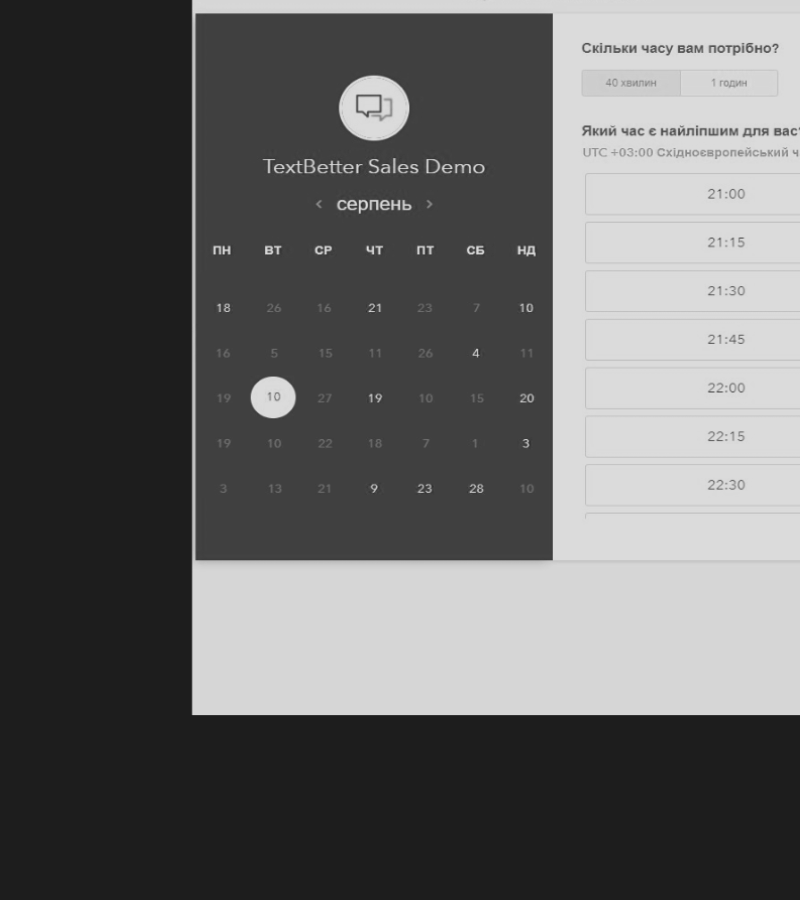 TextBetter Sales Demo
< серпень >
ПН ВТ СР ЧТ ПТ СБ НД
18 26 16 21 23 7 10
16 5 15 11 26 4 11
19 10 27 19 10 15 20
19 10 22 18 7 1 3
3 13 21 9 23 28 10
Скільки часу вам потрібно?
40 хвилин 1 годин
Який час є найліпшим для вас?
UTC +03:00 Східноєвропейський ч
21:00
21:15
21:30
21:45
22:00
22:15
22:30